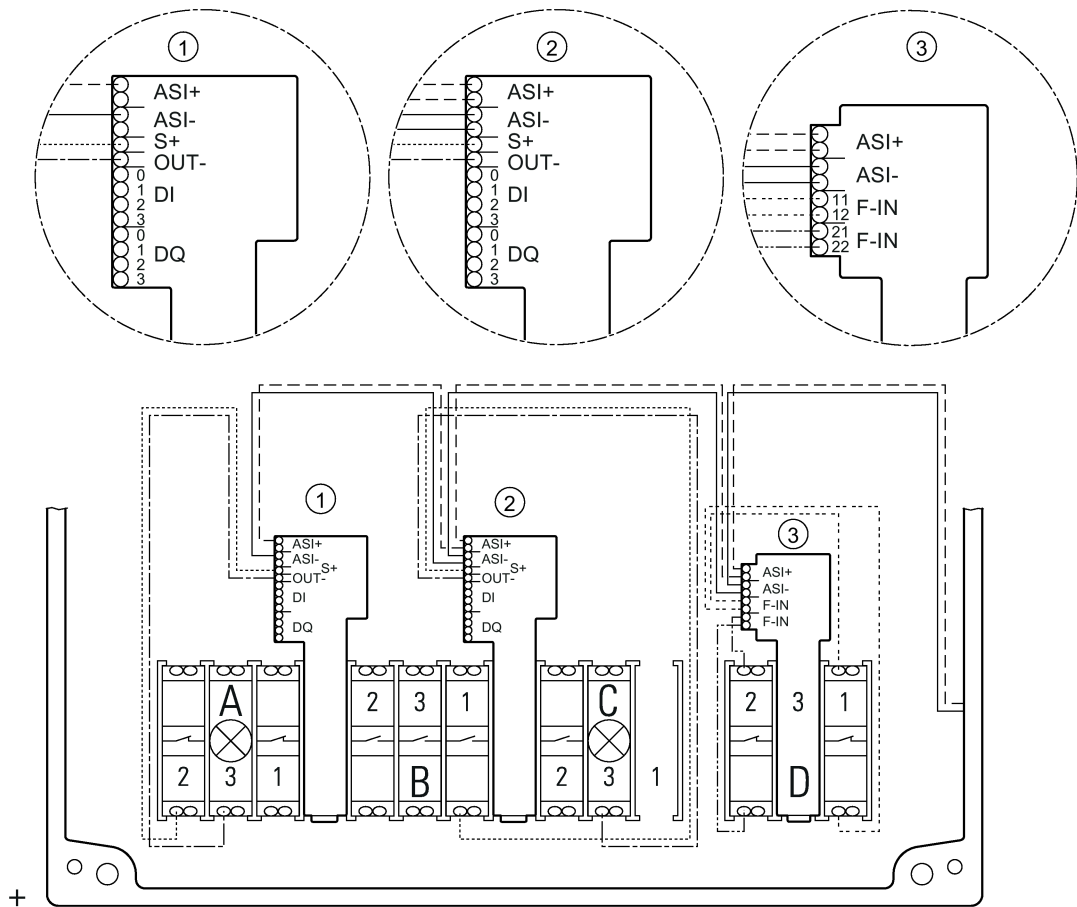 1
ASI+
ASI-
S+
OUT-
0
1 DI
2
3
0
1 DQ
2
3
2
ASI+
ASI-
S+
OUT-
0
1 DI
2
3
0
1 DQ
2
3
3
ASI+
ASI-
11 F-IN
12
21 F-IN
22
1
ASI+
ASI-
S+
OUT-
DI
DQ
2
ASI+
ASI-
S+
OUT-
DI
DQ
3
ASI+
ASI-
F-IN
F-IN
A
2 3 1
2 3 1
B
C
2 3 1
2 3 1
D
+